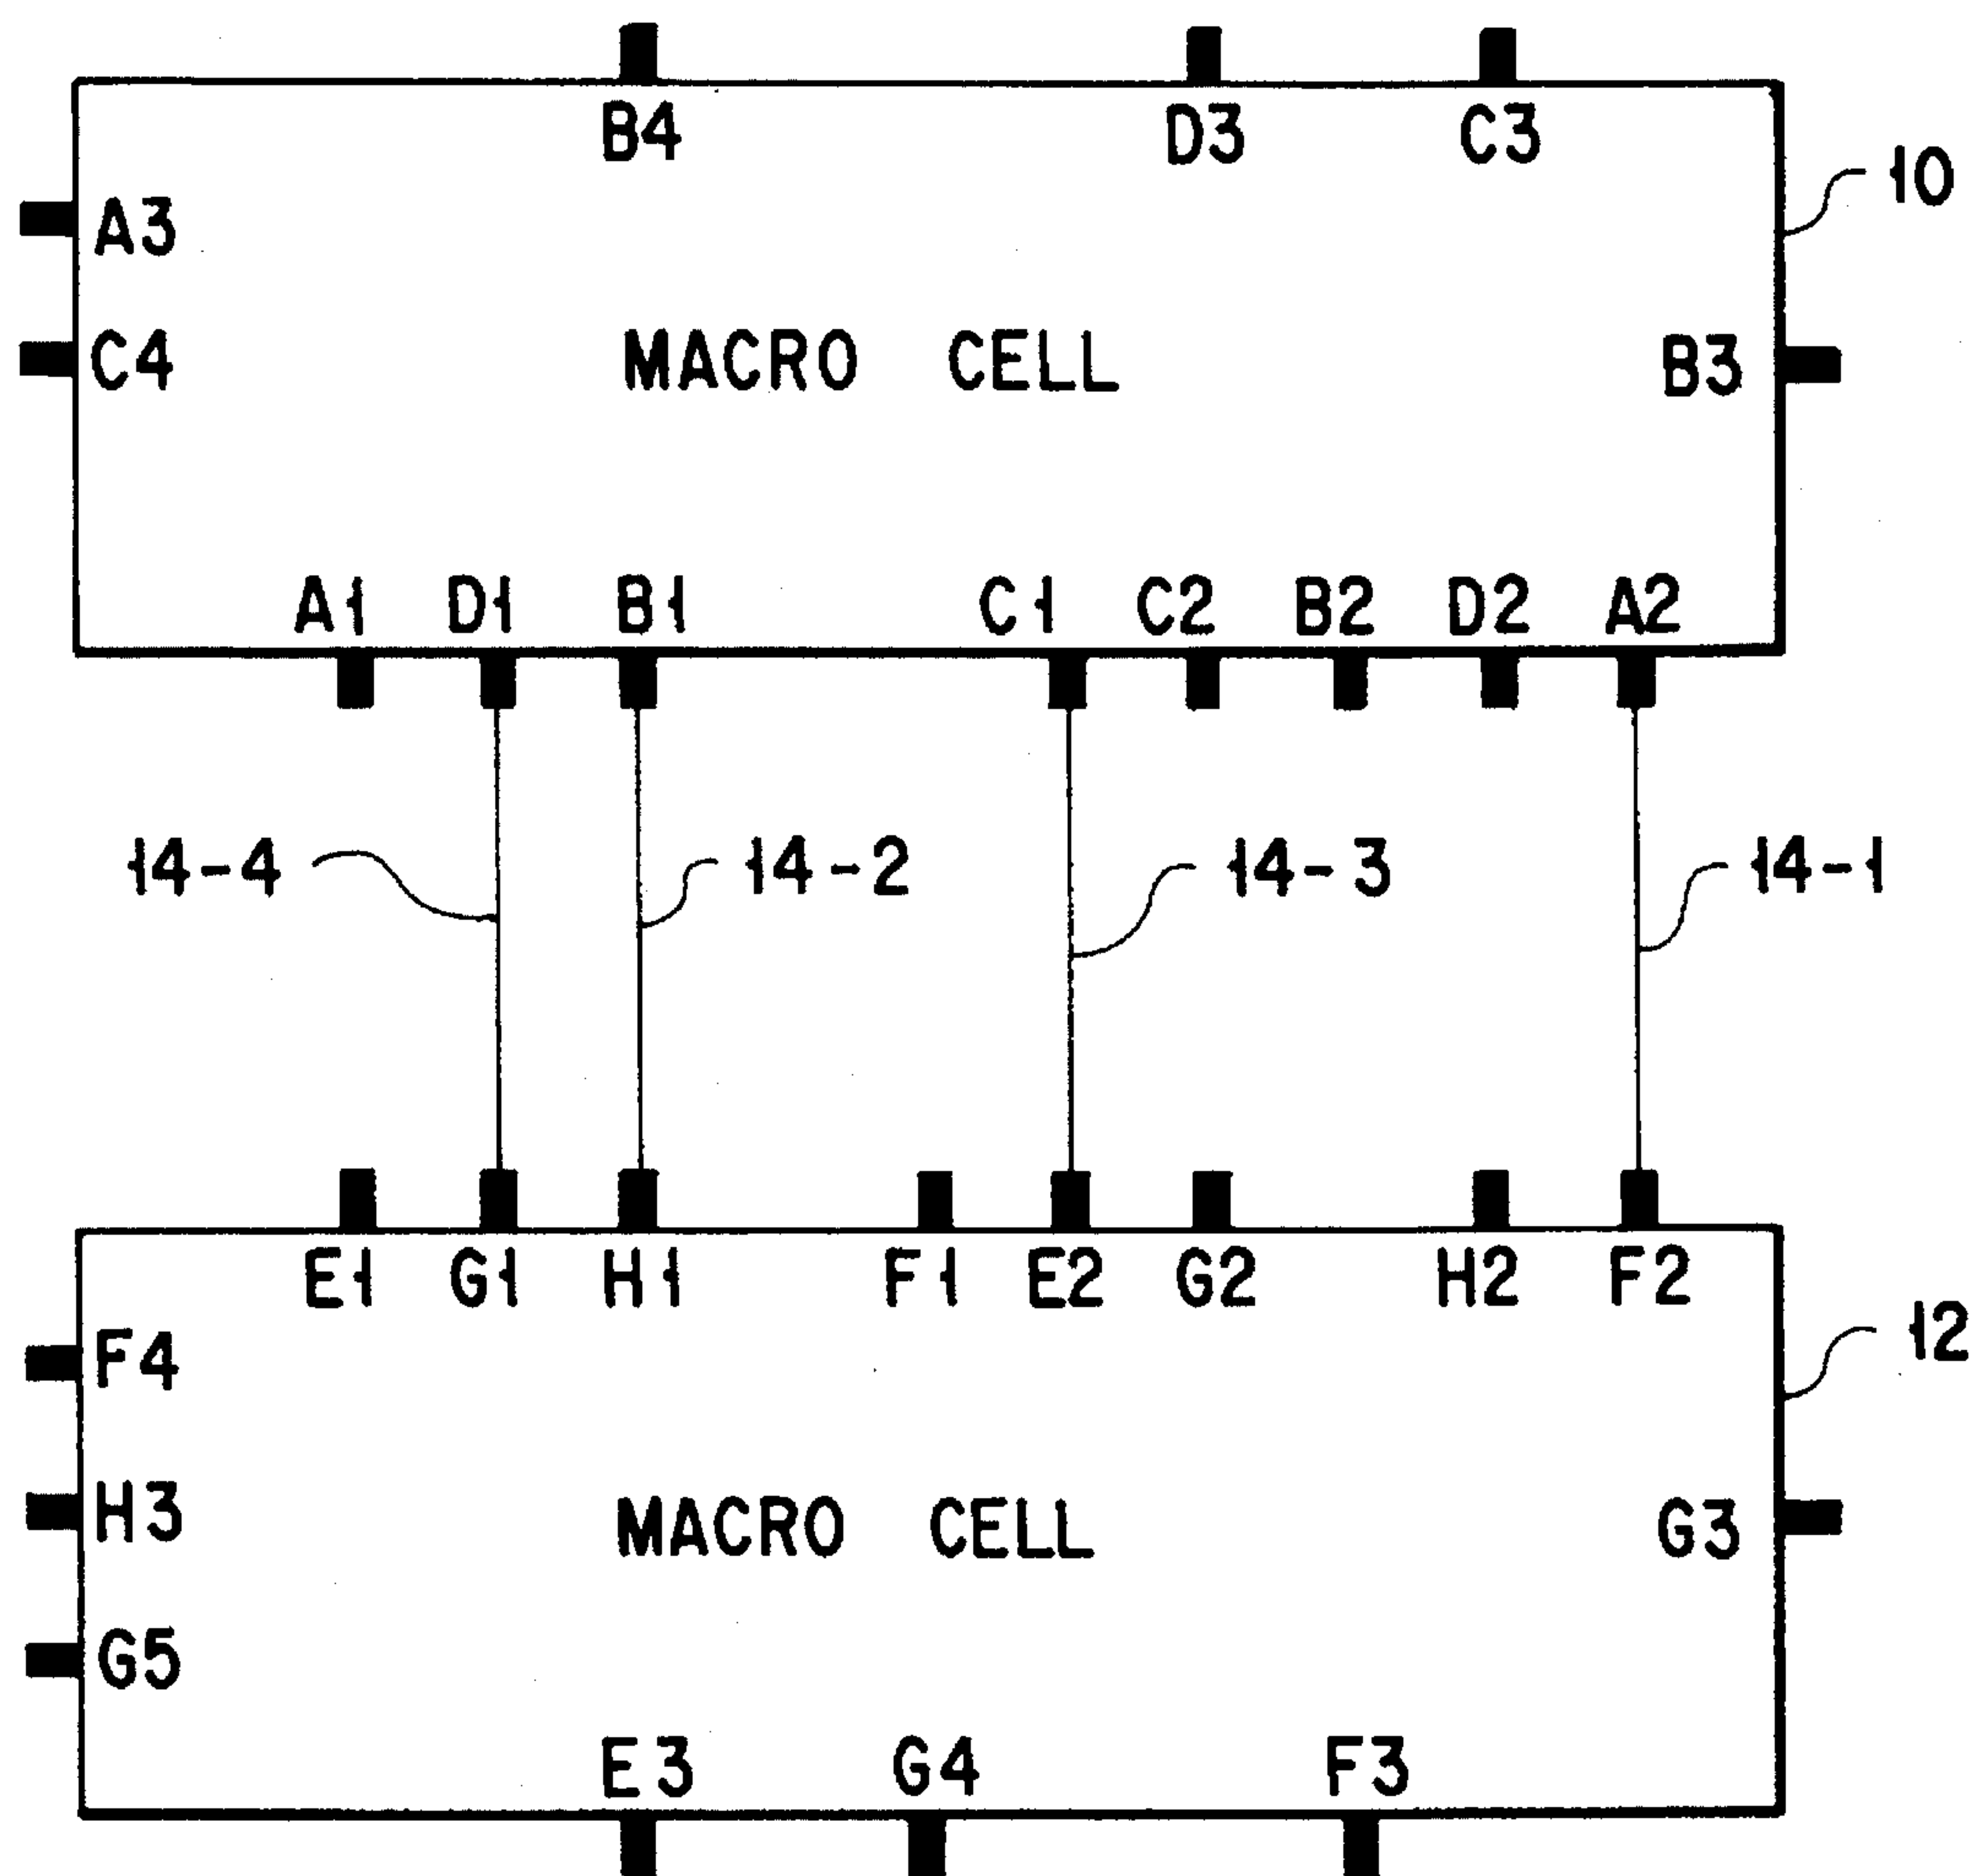 B4 D3 C3
10
A3
C4 MACRO CELL B3
A1 D1 B1 C1 C2 B2 D2 A2
14-4 14-2 14-3 14-1
E1 G1 H1 F1 E2 G2 H2 F2
12
F4
H3 MACRO CELL G3
G5
E3 G4 F3